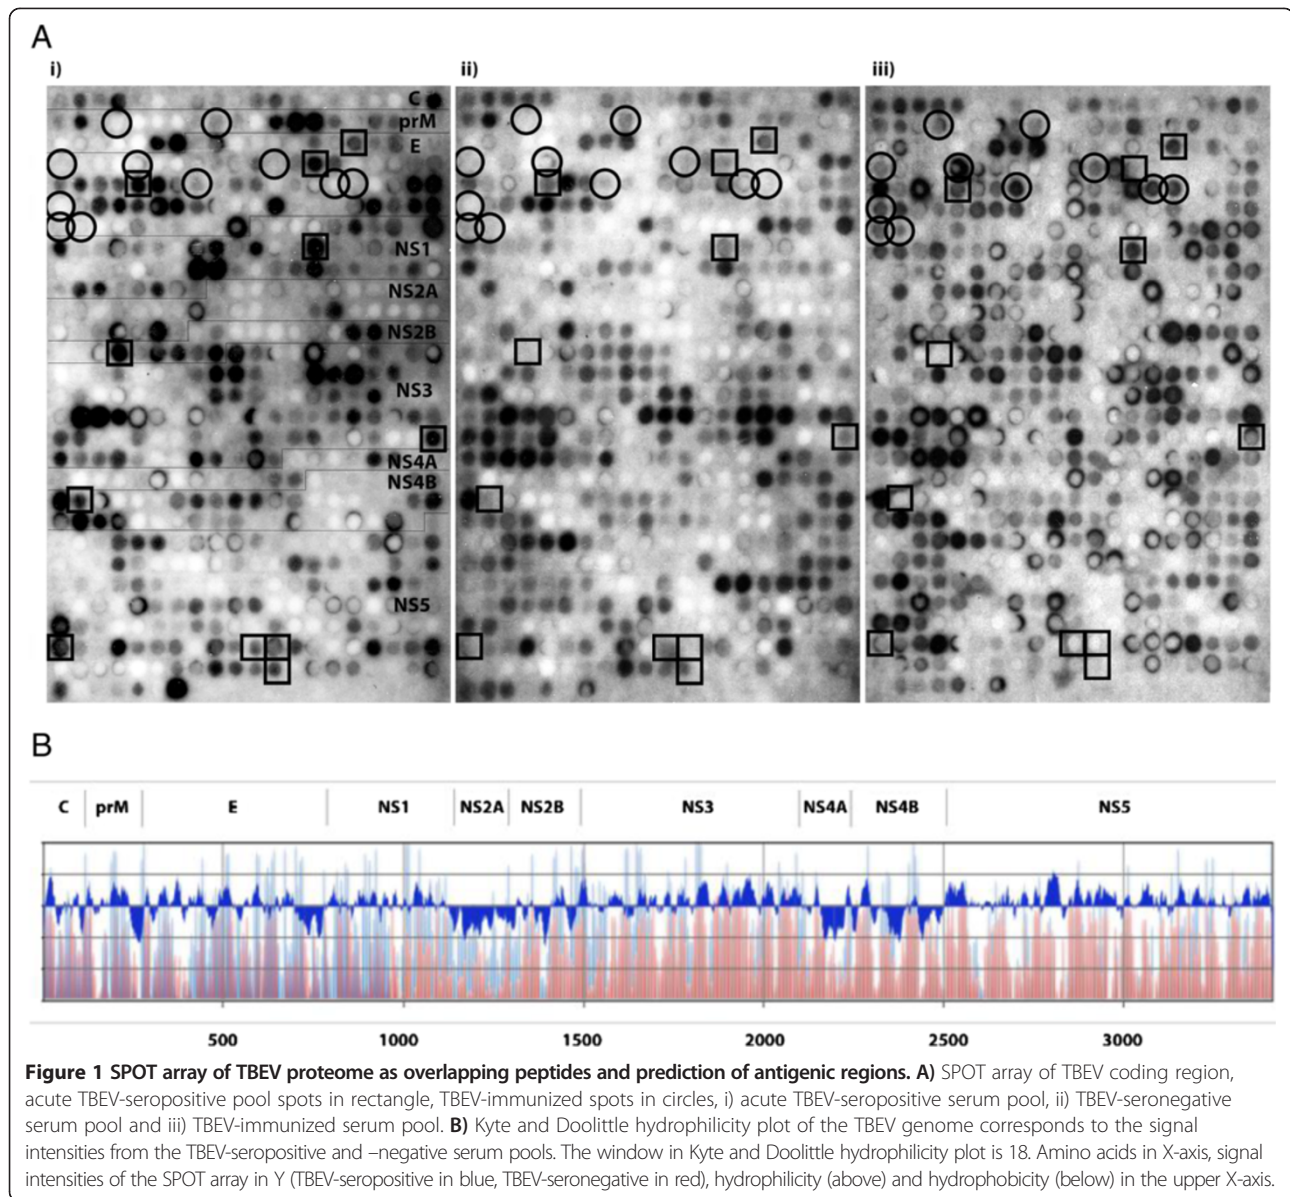 A
i)
ii)
iii)
C
prM
E
NS1
NS2A
NS2B
NS3
NS4A
NS4B
NS5
B
C prM E NS1 NS2A NS2B NS3 NS4A NS4B NS5
500 1000 1500 2000 2500 3000
Figure 1 SPOT array of TBEV proteome as overlapping peptides and prediction of antigenic regions. A) SPOT array of TBEV coding region,
acute TBEV-seropositive pool spots in rectangle, TBEV-immunized spots in circles, i) acute TBEV-seropositive serum pool, ii) TBEV-seronegative
serum pool and iii) TBEV-immunized serum pool. B) Kyte and Doolittle hydrophilicity plot of the TBEV genome corresponds to the signal
intensities from the TBEV-seropositive and –negative serum pools. The window in Kyte and Doolittle hydrophilicity plot is 18. Amino acids in X-axis, signal
intensities of the SPOT array in Y (TBEV-seropositive in blue, TBEV-seronegative in red), hydrophilicity (above) and hydrophobicity (below) in the upper X-axis.